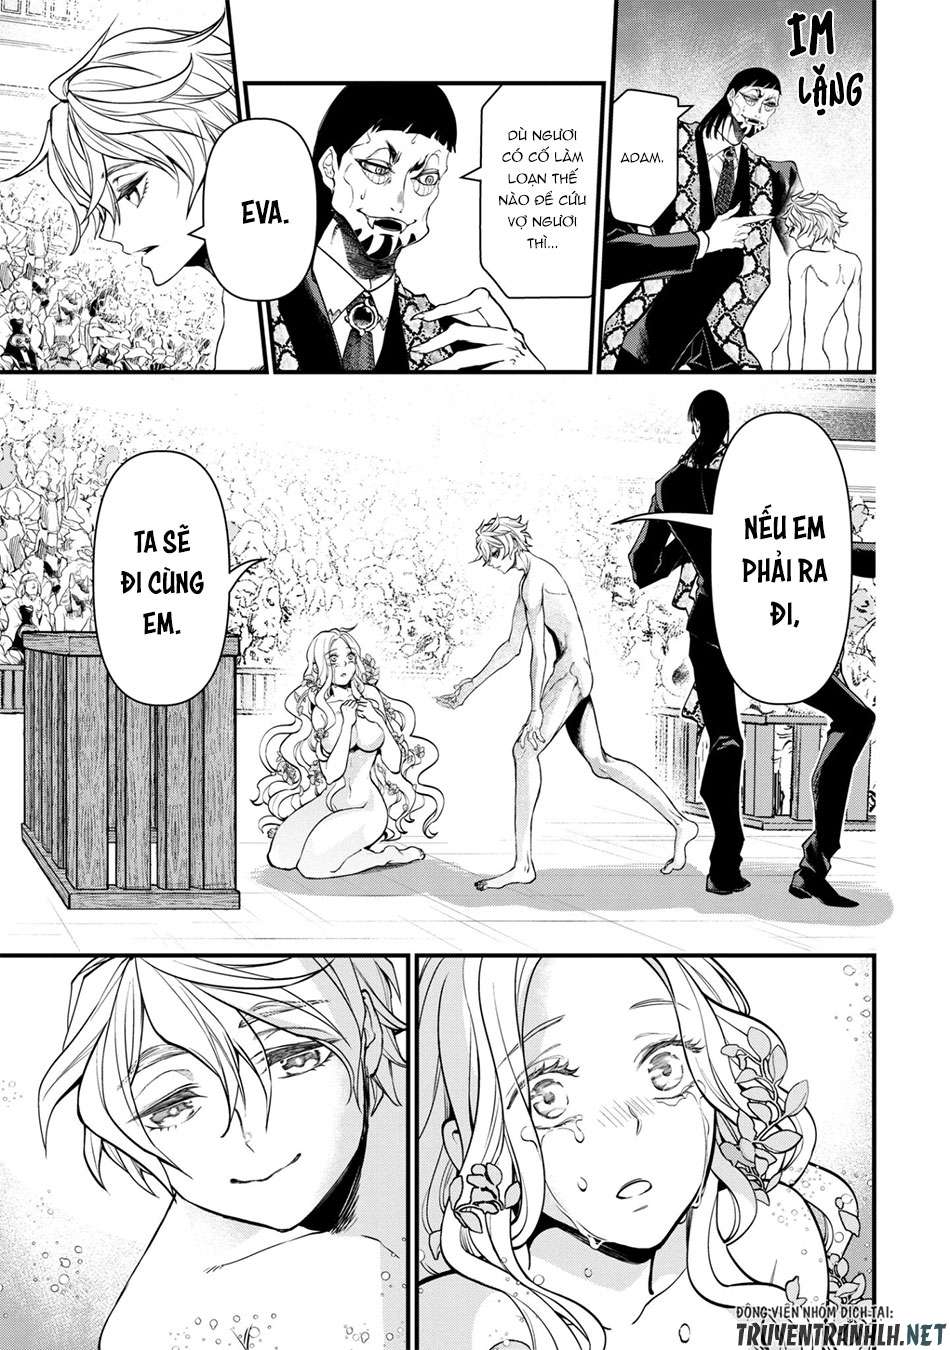 IM
LẶNG
ADAM.
DÙ NGƯƠI
CÓ CỐ LÀM
LOẠN THẾ
NÀO ĐỂ CỨU
VỢ NGƯƠI
THÌ...
EVA.
NẾU EM
PHẢI RA
ĐI,
TA SẼ
ĐI CÙNG
EM.
ĐỘNG VIÊN NHÓM DỊCH TẠI:
TRUYENTRANHLH.NET